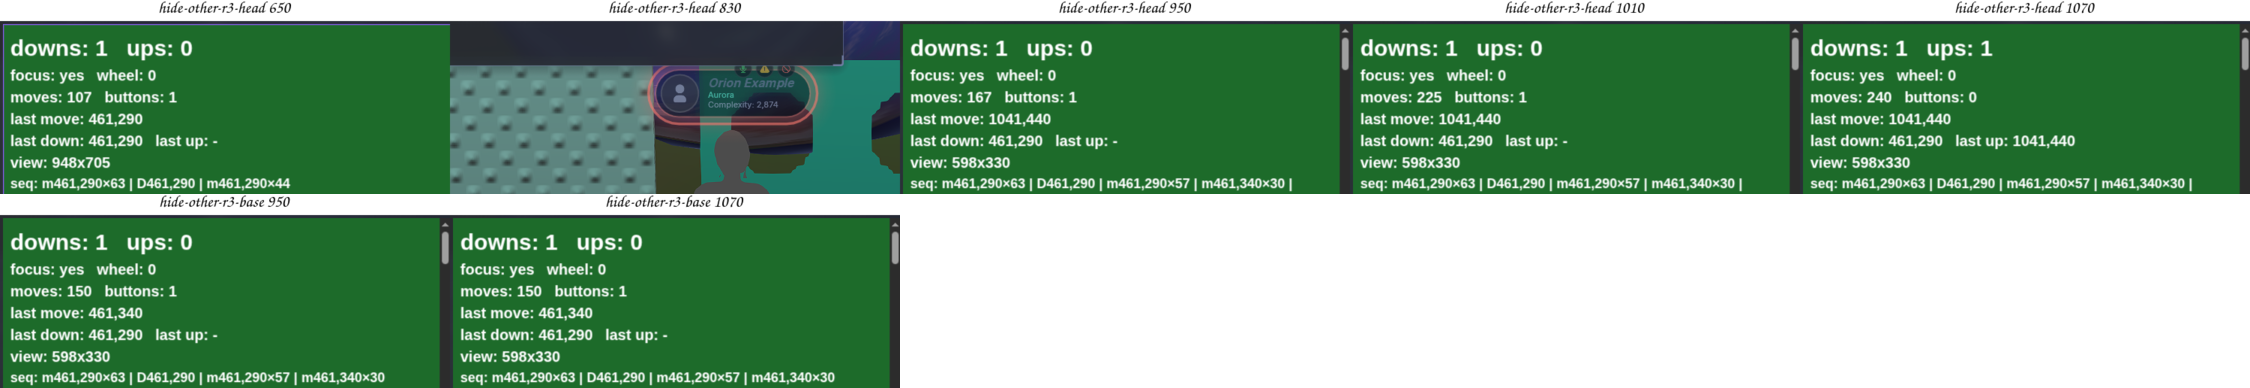 hide-other-r3-head 650
downs: 1 ups: 0
focus: yes wheel: 0
moves: 107 buttons: 1
last move: 461,290
last down: 461,290 last up: -
view: 948x705
seq: m461,290×63 | D461,290 | m461,290×44
hide-other-r3-head 830
Orion Example
Aurora
Complexity: 2,874
hide-other-r3-head 950
downs: 1 ups: 0
focus: yes wheel: 0
moves: 167 buttons: 1
last move: 1041,440
last down: 461,290 last up: -
view: 598x330
seq: m461,290×63 | D461,290 | m461,290×57 | m461,340×30 |
hide-other-r3-head 1010
downs: 1 ups: 0
focus: yes wheel: 0
moves: 225 buttons: 1
last move: 1041,440
last down: 461,290 last up: -
view: 598x330
seq: m461,290×63 | D461,290 | m461,290×57 | m461,340×30 |
hide-other-r3-head 1070
downs: 1 ups: 1
focus: yes wheel: 0
moves: 240 buttons: 0
last move: 1041,440
last down: 461,290 last up: 1041,440
view: 598x330
seq: m461,290×63 | D461,290 | m461,290×57 | m461,340×30 |
hide-other-r3-base 950
downs: 1 ups: 0
focus: yes wheel: 0
moves: 150 buttons: 1
last move: 461,340
last down: 461,290 last up: -
view: 598x330
seq: m461,290×63 | D461,290 | m461,290×57 | m461,340×30
hide-other-r3-base 1070
downs: 1 ups: 0
focus: yes wheel: 0
moves: 150 buttons: 1
last move: 461,340
last down: 461,290 last up: -
view: 598x330
seq: m461,290×63 | D461,290 | m461,290×57 | m461,340×30